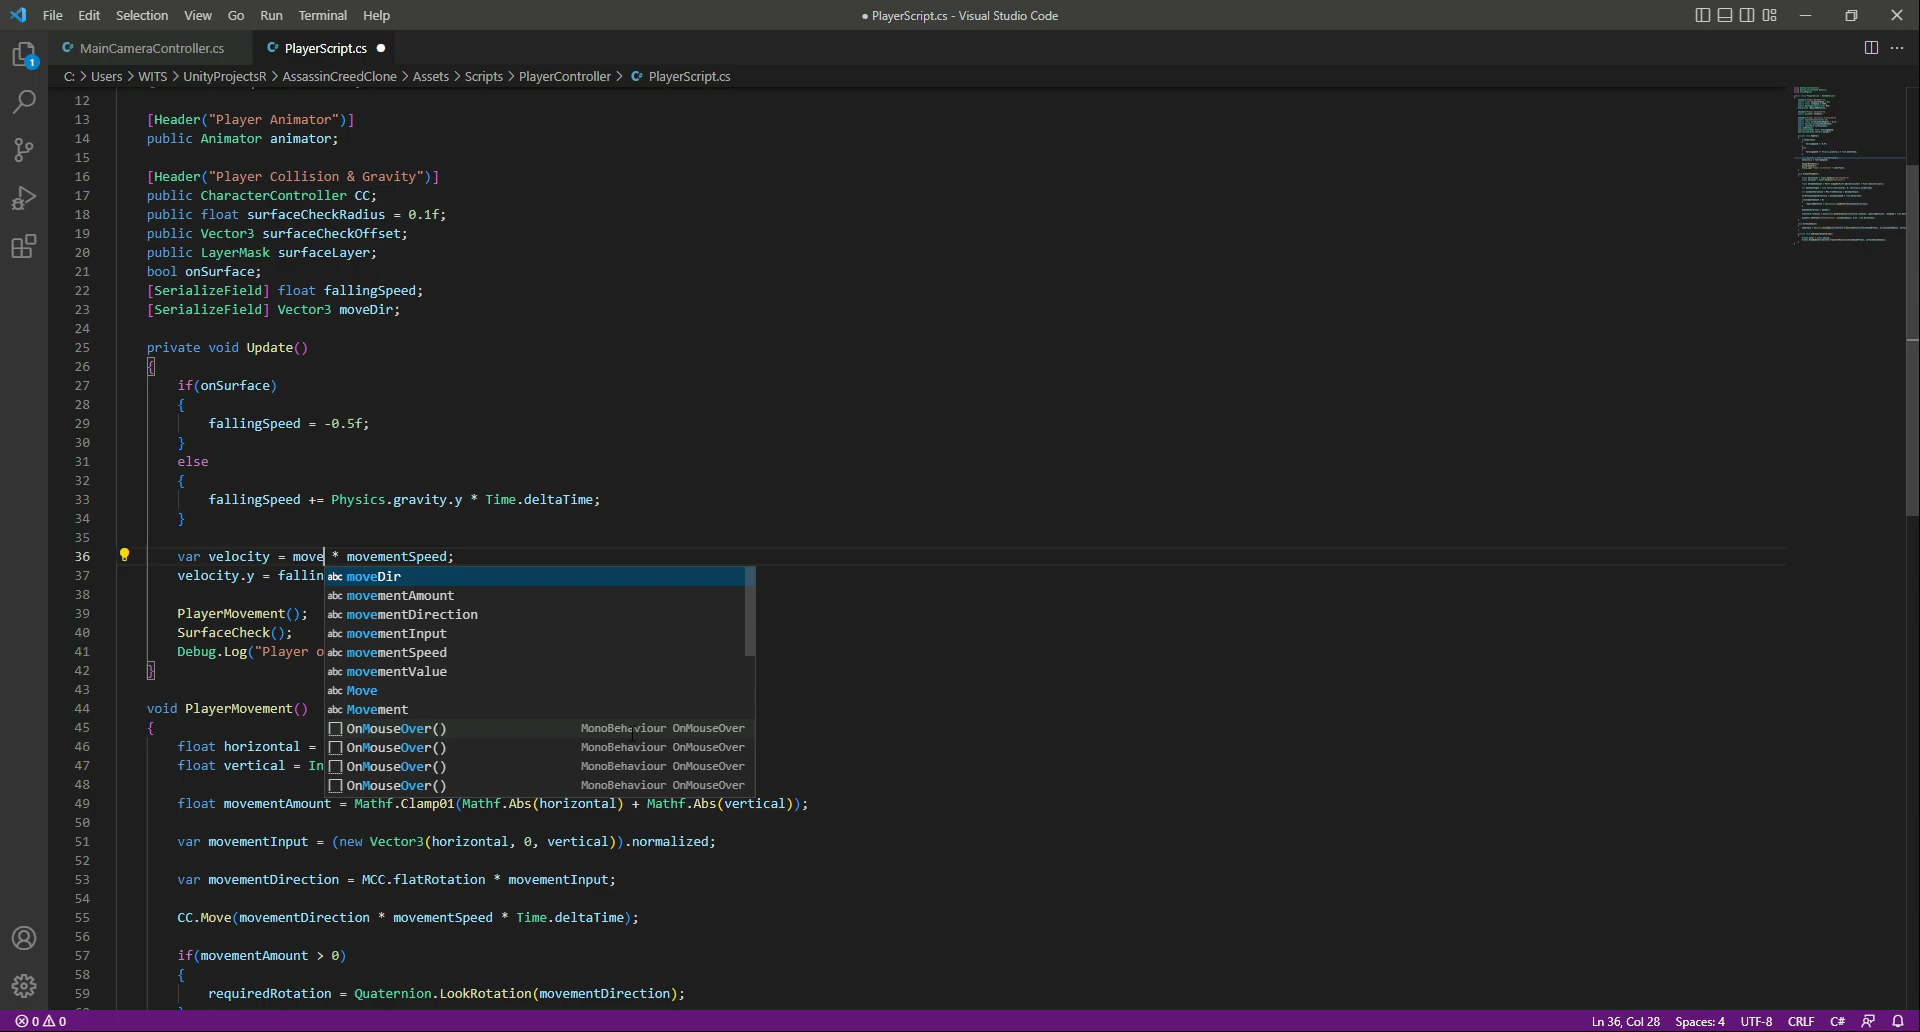 File Edit Selection View Go Run Terminal Help
● PlayerScript.cs - Visual Studio Code
MainCameraController.cs
PlayerScript.cs ●
C: > Users > WITS > UnityProjectsR > AssassinCreedClone > Assets > Scripts > PlayerController > PlayerScript.cs
1
12
13 [Header("Player Animator")]
14 public Animator animator;
15
16 [Header("Player Collision & Gravity")]
17 public CharacterController CC;
18 public float surfaceCheckRadius = 0.1f;
19 public Vector3 surfaceCheckOffset;
20 public LayerMask surfaceLayer;
21 bool onSurface;
22 [SerializeField] float fallingSpeed;
23 [SerializeField] Vector3 moveDir;
24
25 private void Update()
26 {
27 if(onSurface)
28 {
29 fallingSpeed = -0.5f;
30 }
31 else
32 {
33 fallingSpeed += Physics.gravity.y * Time.deltaTime;
34 }
35
36 var velocity = move * movementSpeed;
37 velocity.y = fallin
38
39 PlayerMovement();
40 SurfaceCheck();
41 Debug.Log("Player o
42 }
43
44 void PlayerMovement()
45 {
46 float horizontal =
47 float vertical = In
48
49 float movementAmount = Mathf.Clamp01(Mathf.Abs(horizontal) + Mathf.Abs(vertical));
50
51 var movementInput = (new Vector3(horizontal, 0, vertical)).normalized;
52
53 var movementDirection = MCC.flatRotation * movementInput;
54
55 CC.Move(movementDirection * movementSpeed * Time.deltaTime);
56
57 if(movementAmount > 0)
58 {
59 requiredRotation = Quaternion.LookRotation(movementDirection);
abc moveDir
abc movementAmount
abc movementDirection
abc movementInput
abc movementSpeed
abc movementValue
abc Move
abc Movement
OnMouseOver() MonoBehaviour OnMouseOver
OnMouseOver() MonoBehaviour OnMouseOver
OnMouseOver() MonoBehaviour OnMouseOver
OnMouseOver() MonoBehaviour OnMouseOver
0 0
Ln 36, Col 28 Spaces: 4 UTF-8 CRLF C#